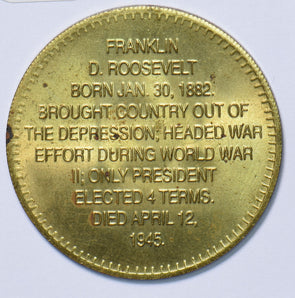 FRANKLIN
D. ROOSEVELT
BORN JAN. 30, 1882.
BROUGHT COUNTRY OUT OF
THE DEPRESSION; HEADED WAR
EFFORT DURING WORLD WAR
II; ONLY PRESIDENT
ELECTED 4 TERMS.
DIED APRIL 12,
1945.